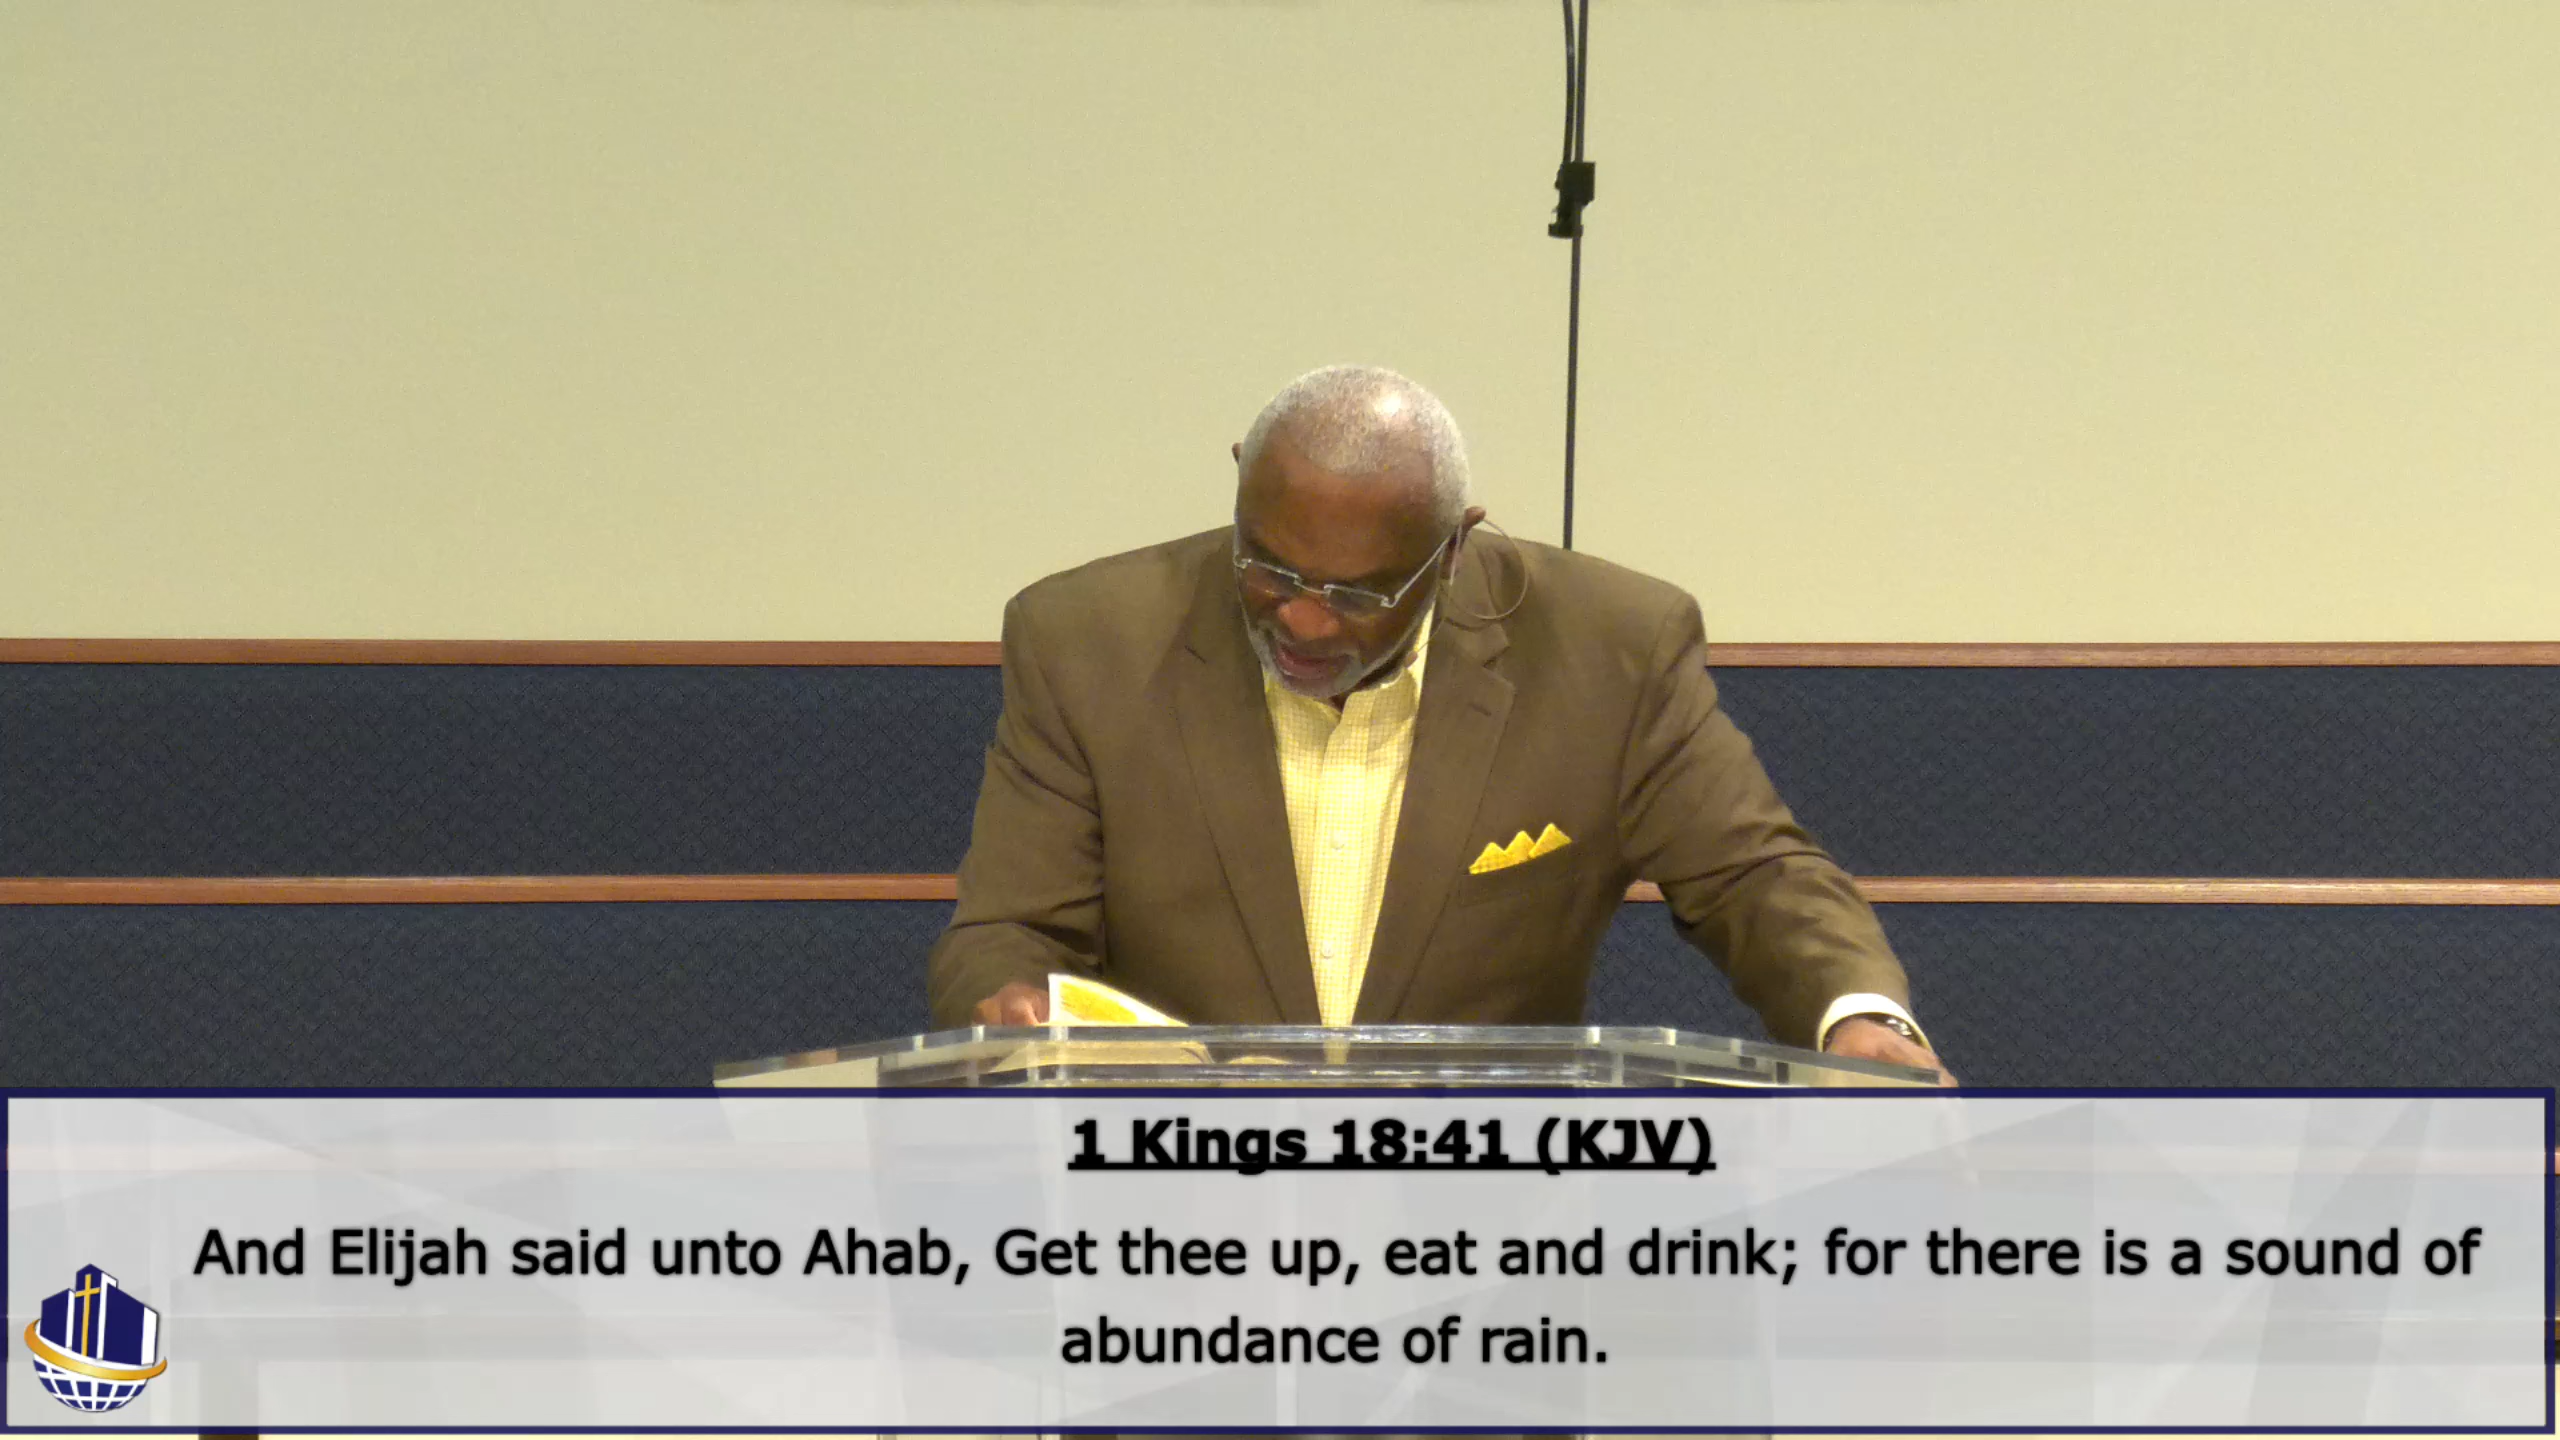 1 Kings 18:41 (KJV)
And Elijah said unto Ahab, Get thee up, eat and drink; for there is a sound of
abundance of rain.